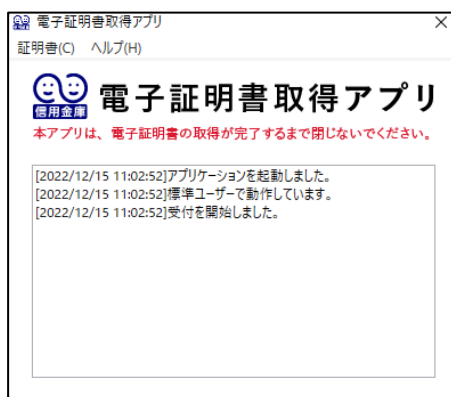 電子証明書取得アプリ
証明書(C) ヘルプ(H)
信用金庫
電子証明書取得アプリ
本アプリは、電子証明書の取得が完了するまで閉じないでください。
[2022/12/15 11:02:52]アプリケーションを起動しました。
[2022/12/15 11:02:52]標準ユーザーで動作しています。
[2022/12/15 11:02:52]受付を開始しました。